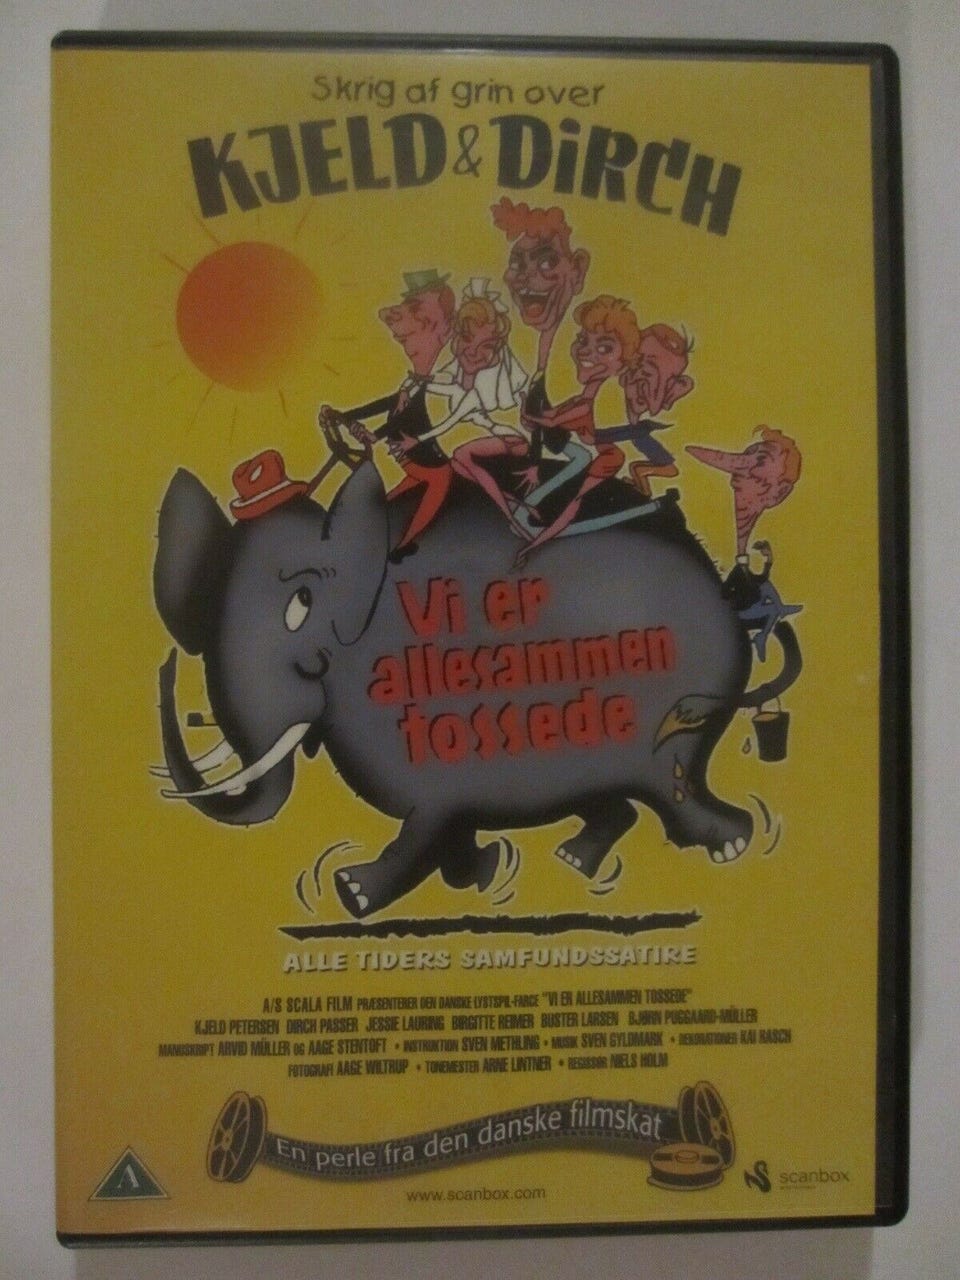 Skrig af grin over
KJELD & DiRCH
Vi er
allesammen
tossede
ALLE TIDERS SAMFUNDSSATIRE
A/S SCALA FILM PRÆSENTERER DEN DANSKE LYSTSPIL-FARCE "VI ER ALLESAMMEN TOSSEDE"
KJELD PETERSEN DIRCH PASSER JESSIE LAURING BIRGITTE REIMER BUSTER LARSEN BJØRN PUGGAARD-MÜLLER
MANUSKRIPT ARVID MÜLLER OG AAGE STENTOFT • INSTRUKTION SVEN METHLING • MUSIK SVEN GYLDMARK • DEKORATIONER KAI RASCH
FOTOGRAFI AAGE WILTRUP • TONEMESTER ARNE LINTNER • REGISSØR NIELS HOLM
En perle fra den danske filmskat
A
www.scanbox.com
scanbox